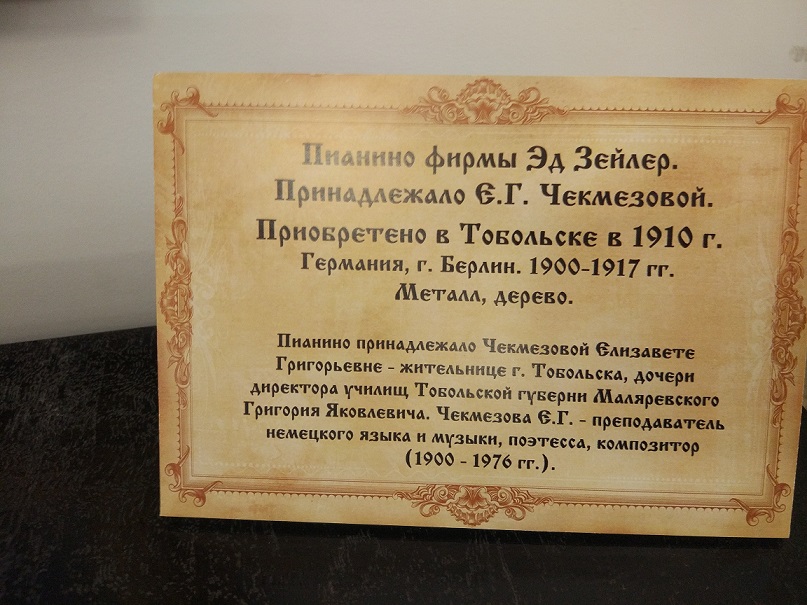 Пианино фирмы Эд Зейлер.
Принадлежало Е.Г. Чекмезовой.
Приобретено в Тобольске в 1910 г.
Германия, г. Берлин. 1900-1917 гг.
Металл, дерево.
Пианино принадлежало Чекмезовой Елизавете
Григорьевне - жительнице г. Тобольска, дочери
директора училищ Тобольской губерни Маляревского
Григория Яковлевича. Чекмезова Е.Г. - преподаватель
немецкого языка и музыки, поэтесса, композитор
(1900 - 1976 гг.).